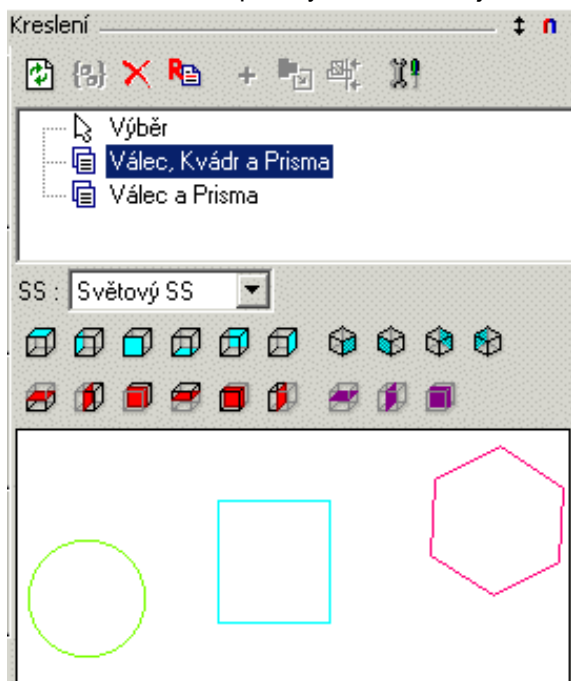 Kreslení
Výběr
Válec, Kvádr a Prisma
Válec a Prisma
SS : Světový SS